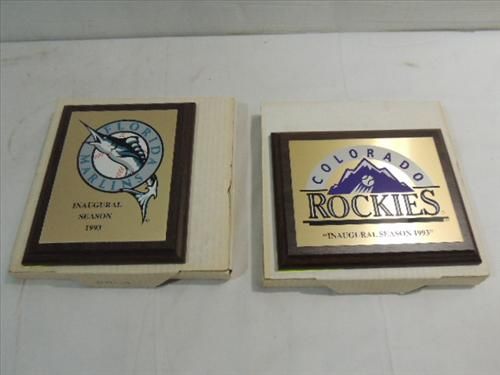 FLORIDA
MARLINS
INAUGURAL
SEASON
1993
COLORADO
ROCKIES
"INAUGURAL SEASON 1993"